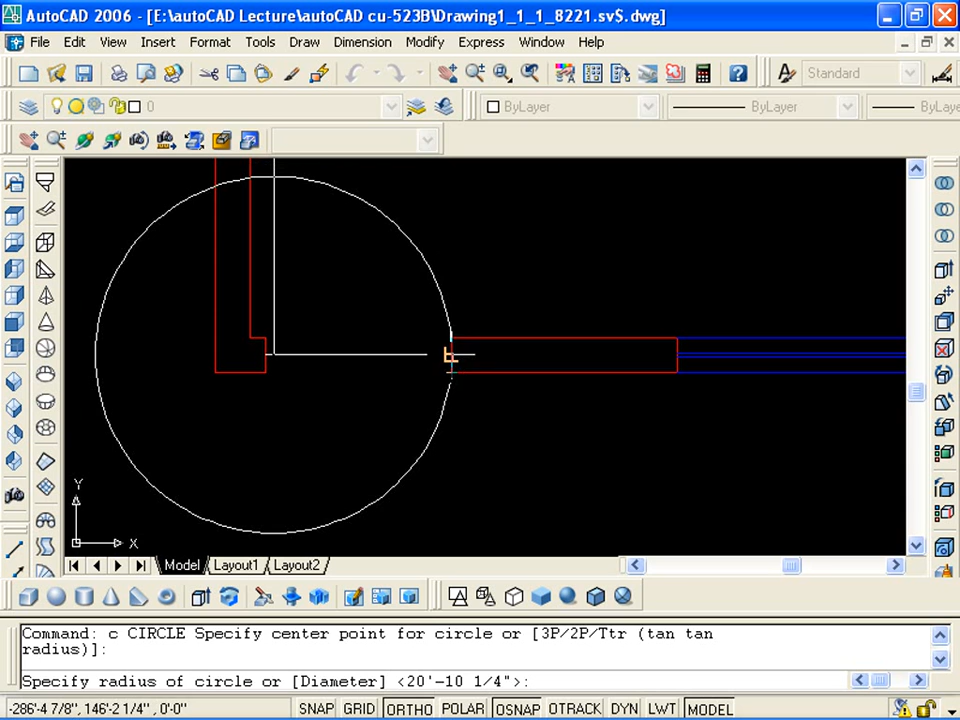 AutoCAD 2006 - [E:\autoCAD Lecture\autoCAD cu-523B\Drawing1_1_1_8221.sv$.dwg]
File Edit View Insert Format Tools Draw Dimension Modify Express Window Help
Standard
0 ByLayer ByLayer ByLaye
Y
X
Model Layout1 Layout2
Command: c CIRCLE Specify center point for circle or [3P/2P/Ttr (tan tan
radius)]:
Specify radius of circle or [Diameter] <20'-10 1/4">:
-286'-4 7/8", 146'-2 1/4" , 0'-0" SNAP GRID ORTHO POLAR OSNAP OTRACK DYN LWT MODEL